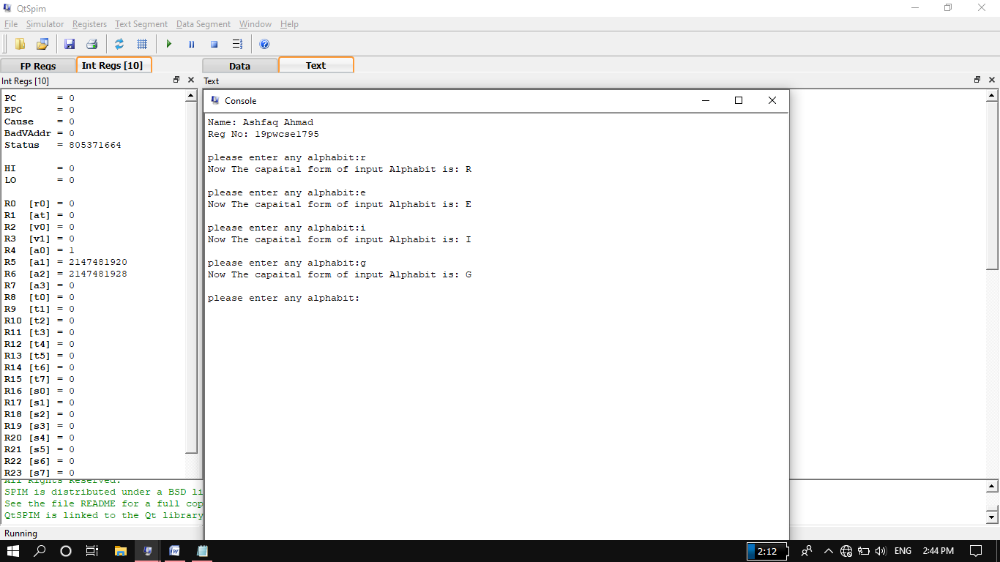 QtSpim
File Simulator Registers Text Segment Data Segment Window Help
FP Regs Int Regs [10] Data Text
Int Regs [10]
Text
PC = 0
EPC = 0
Cause = 0
BadVAddr = 0
Status = 805371664
HI = 0
LO = 0
R0 [r0] = 0
R1 [at] = 0
R2 [v0] = 0
R3 [v1] = 0
R4 [a0] = 1
R5 [a1] = 2147481920
R6 [a2] = 2147481928
R7 [a3] = 0
R8 [t0] = 0
R9 [t1] = 0
R10 [t2] = 0
R11 [t3] = 0
R12 [t4] = 0
R13 [t5] = 0
R14 [t6] = 0
R15 [t7] = 0
R16 [s0] = 0
R17 [s1] = 0
R18 [s2] = 0
R19 [s3] = 0
R20 [s4] = 0
R21 [s5] = 0
R22 [s6] = 0
R23 [s7] = 0
Console
Name: Ashfaq Ahmad
Reg No: 19pwcse1795
please enter any alphabit:r
Now The capaital form of input Alphabit is: R
please enter any alphabit:e
Now The capaital form of input Alphabit is: E
please enter any alphabit:i
Now The capaital form of input Alphabit is: I
please enter any alphabit:g
Now The capaital form of input Alphabit is: G
please enter any alphabit:
All Rights Reserved.
SPIM is distributed under a BSD li
See the file README for a full cop
QtSPIM is linked to the Qt library
Running
2:12 ENG 2:44 PM